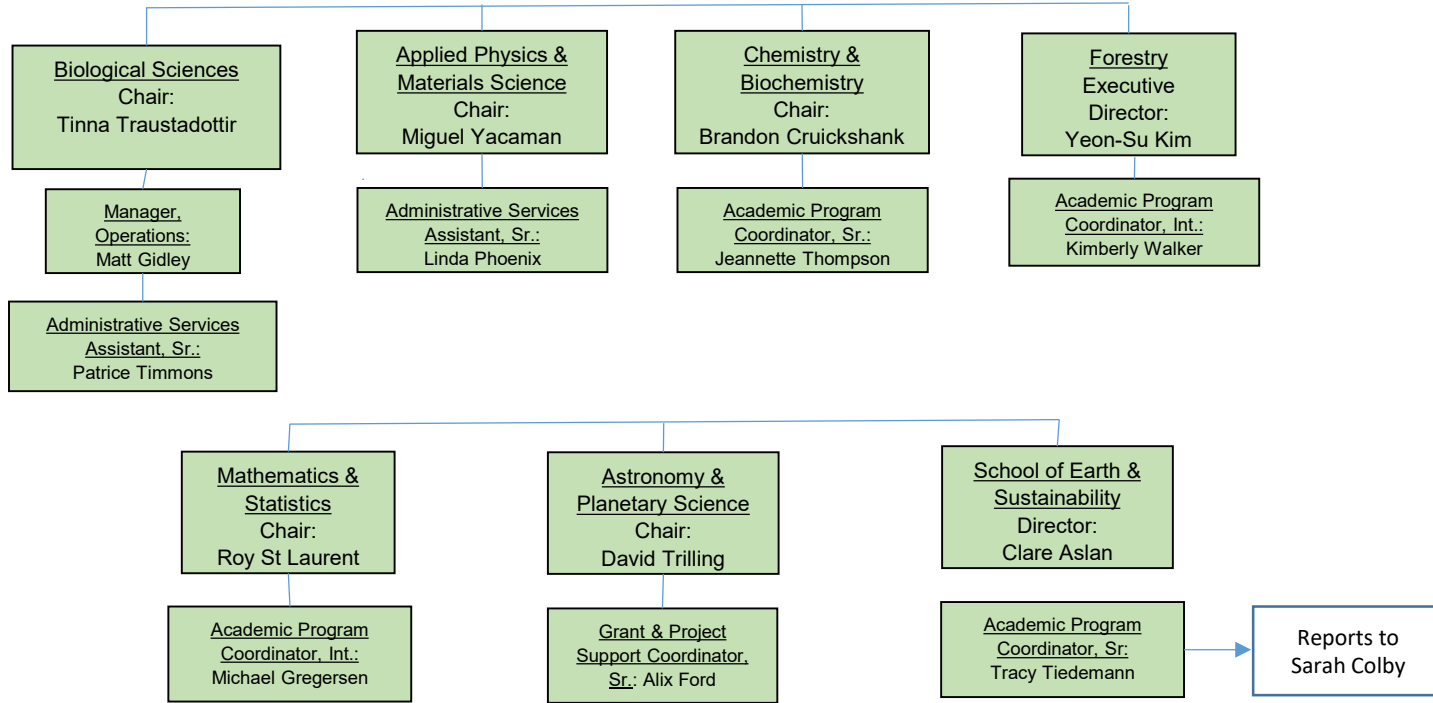 Biological Sciences
Chair:
Tinna Traustadottir
Applied Physics &
Materials Science
Chair:
Miguel Yacaman
Chemistry &
Biochemistry
Chair:
Brandon Cruickshank
Forestry
Executive
Director:
Yeon-Su Kim
Manager,
Operations:
Matt Gidley
Administrative Services
Assistant, Sr.:
Linda Phoenix
Academic Program
Coordinator, Sr.:
Jeannette Thompson
Academic Program
Coordinator, Int.:
Kimberly Walker
Administrative Services
Assistant, Sr.:
Patrice Timmons
Mathematics &
Statistics
Chair:
Roy St Laurent
Astronomy &
Planetary Science
Chair:
David Trilling
School of Earth &
Sustainability
Director:
Clare Aslan
Academic Program
Coordinator, Int.:
Michael Gregersen
Grant & Project
Support Coordinator,
Sr.: Alix Ford
Academic Program
Coordinator, Sr:
Tracy Tiedemann
Reports to
Sarah Colby